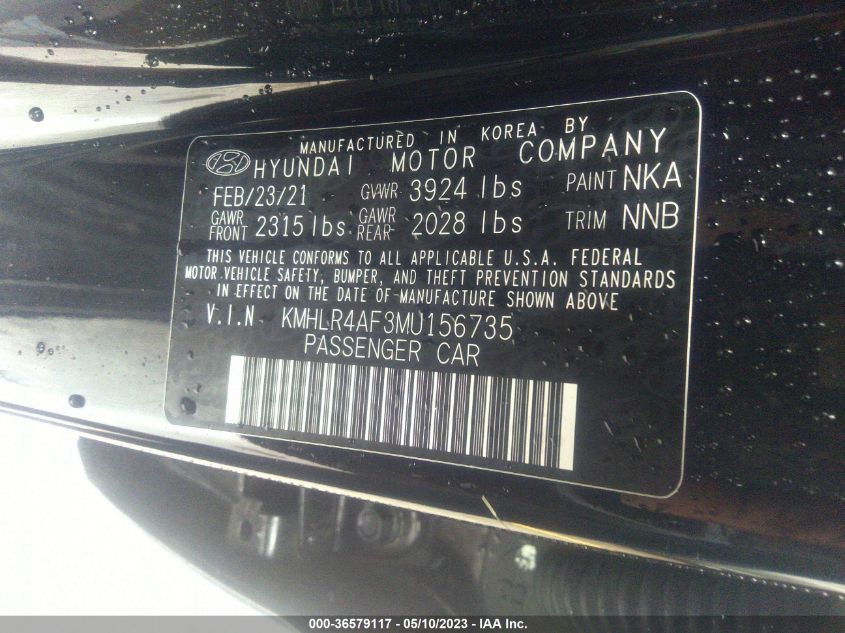 MANUFACTURED IN KOREA BY
HYUNDAI MOTOR COMPANY
FEB/23/21 GVWR 3924 lbs PAINT NKA
GAWR FRONT 2315 lbs GAWR REAR- 2028 lbs TRIM NNB
THIS VEHICLE CONFORMS TO ALL APPLICABLE U.S.A. FEDERAL
MOTOR VEHICLE SAFETY, BUMPER, AND THEFT PREVENTION STANDARDS
IN EFFECT ON THE DATE OF MANUFACTURE SHOWN ABOVE
V.I.N KMHLR4AF3MU156735
PASSENGER CAR
000-36579117 - 05/10/2023 - IAA Inc.